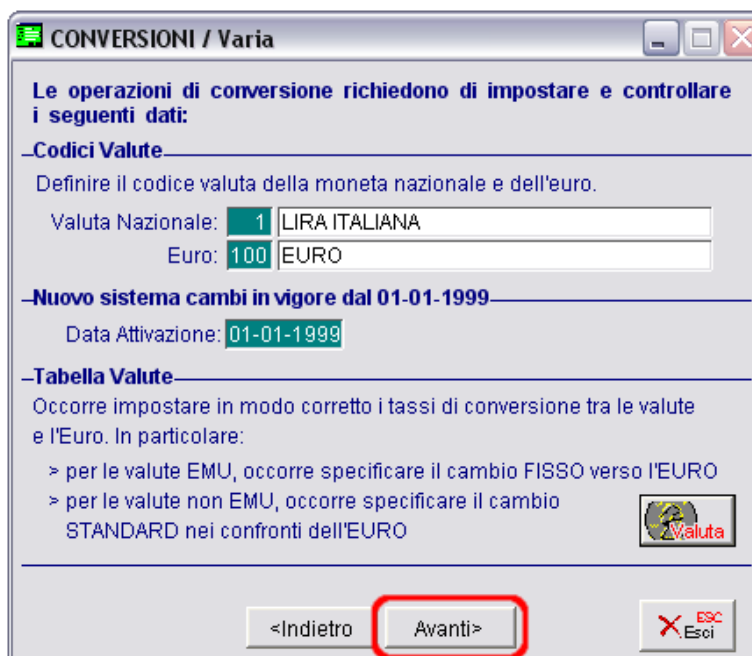 CONVERSIONI / Varia
Le operazioni di conversione richiedono di impostare e controllare
i seguenti dati:
Codici Valute
Definire il codice valuta della moneta nazionale e dell'euro.
Valuta Nazionale: 1 LIRA ITALIANA
Euro: 100 EURO
Nuovo sistema cambi in vigore dal 01-01-1999
Data Attivazione: 01-01-1999
Tabella Valute
Occorre impostare in modo corretto i tassi di conversione tra le valute
e l'Euro. In particolare:
> per le valute EMU, occorre specificare il cambio FISSO verso l'EURO
> per le valute non EMU, occorre specificare il cambio
STANDARD nei confronti dell'EURO
Valuta
<Indietro Avanti> ESC Esci